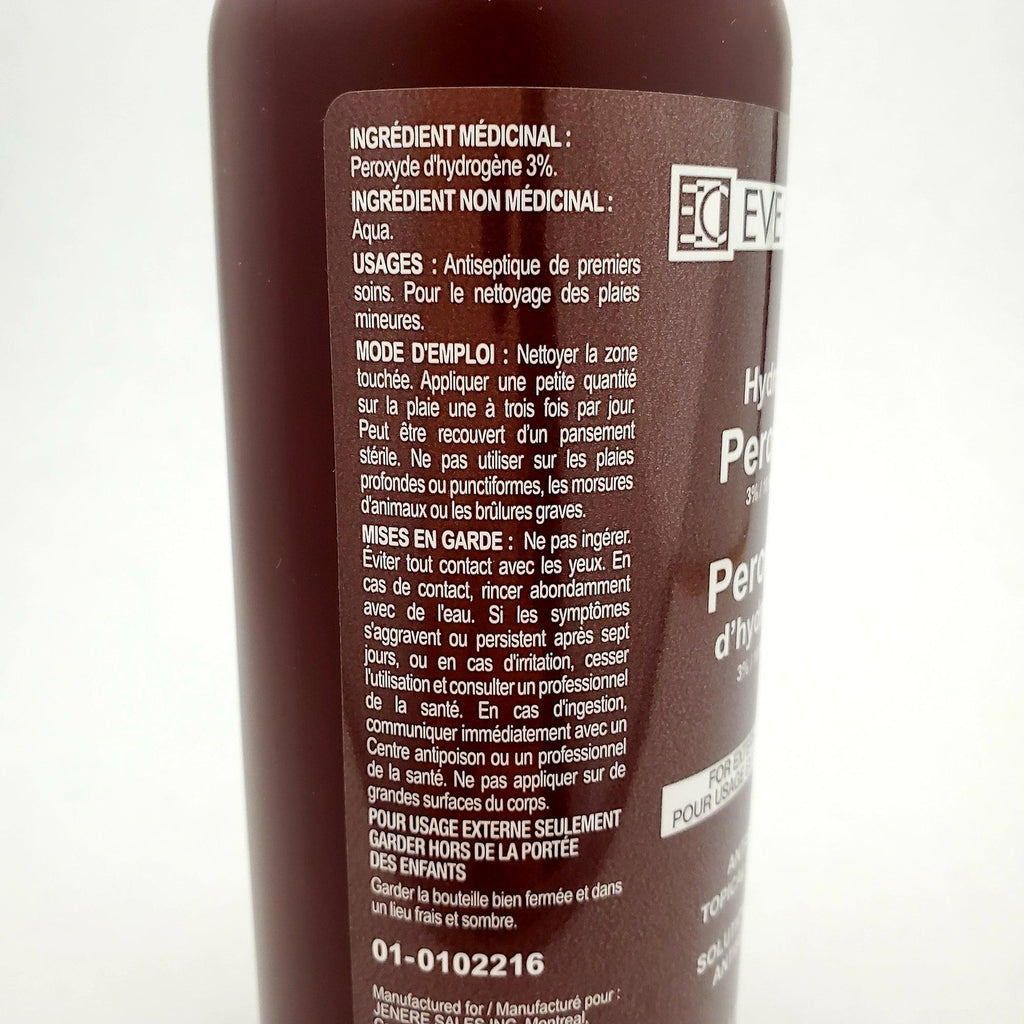 INGRÉDIENT MÉDICINAL :
Peroxyde d'hydrogène 3%.
INGRÉDIENT NON MÉDICINAL :
Aqua.
USAGES : Antiseptique de premiers
soins. Pour le nettoyage des plaies
mineures.
MODE D'EMPLOI : Nettoyer la zone
touchée. Appliquer une petite quantité
sur la plaie une à trois fois par jour.
Peut être recouvert d'un pansement
stérile. Ne pas utiliser sur les plaies
profondes ou punctiformes, les morsures
d'animaux ou les brûlures graves.
MISES EN GARDE : Ne pas ingérer.
Éviter tout contact avec les yeux. En
cas de contact, rincer abondamment
avec de l'eau. Si les symptômes
s'aggravent ou persistent après sept
jours, ou en cas d'irritation, cesser
l'utilisation et consulter un professionnel
de la santé. En cas d'ingestion,
communiquer immédiatement avec un
Centre antipoison ou un professionnel
de la santé. Ne pas appliquer sur de
grandes surfaces du corps.
POUR USAGE EXTERNE SEULEMENT
GARDER HORS DE LA PORTÉE
DES ENFANTS
Garder la bouteille bien fermée et dans
un lieu frais et sombre.
01-0102216
Manufactured for / Manufacturé pour :
JENERE SALES INC. Montreal,
EVE
3%
3%
FOR
POUR USAGE